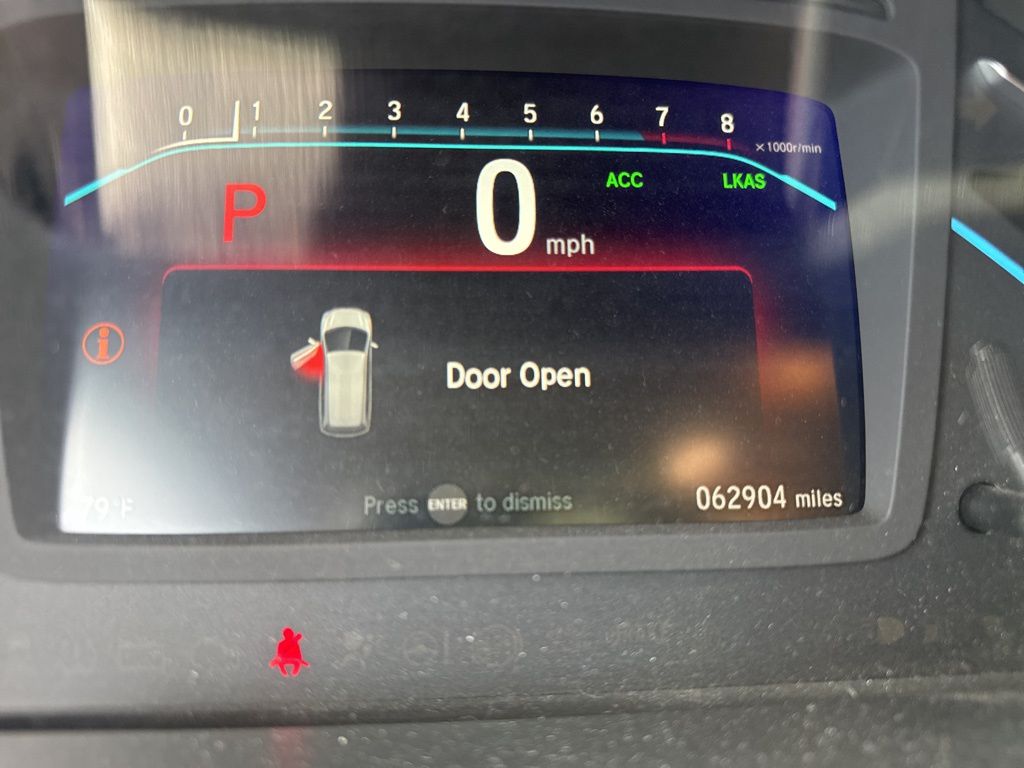 0 1 2 3 4 5 6 7 8
×1000r/min
P 0 mph ACC LKAS
i
Door Open
79°F
Press ENTER to dismiss
062904 miles